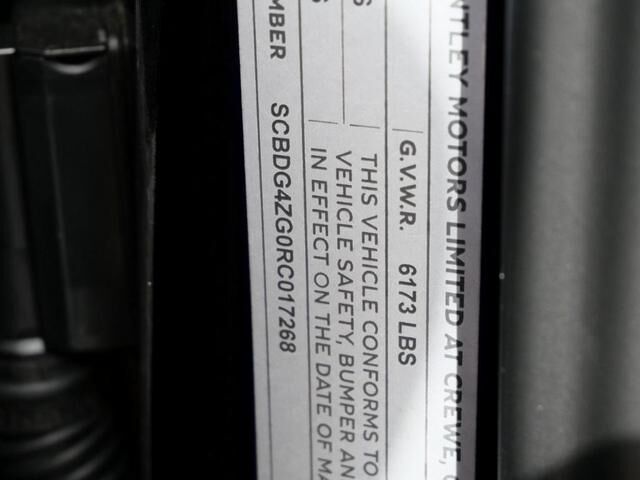 NTLEY MOTORS LIMITED AT CREWE,
G.V.W.R. 6173 LBS
THIS VEHICLE CONFORMS TO
VEHICLE SAFETY, BUMPER AN
IN EFFECT ON THE DATE OF MA
MBER SCBDG4ZG0RC017268